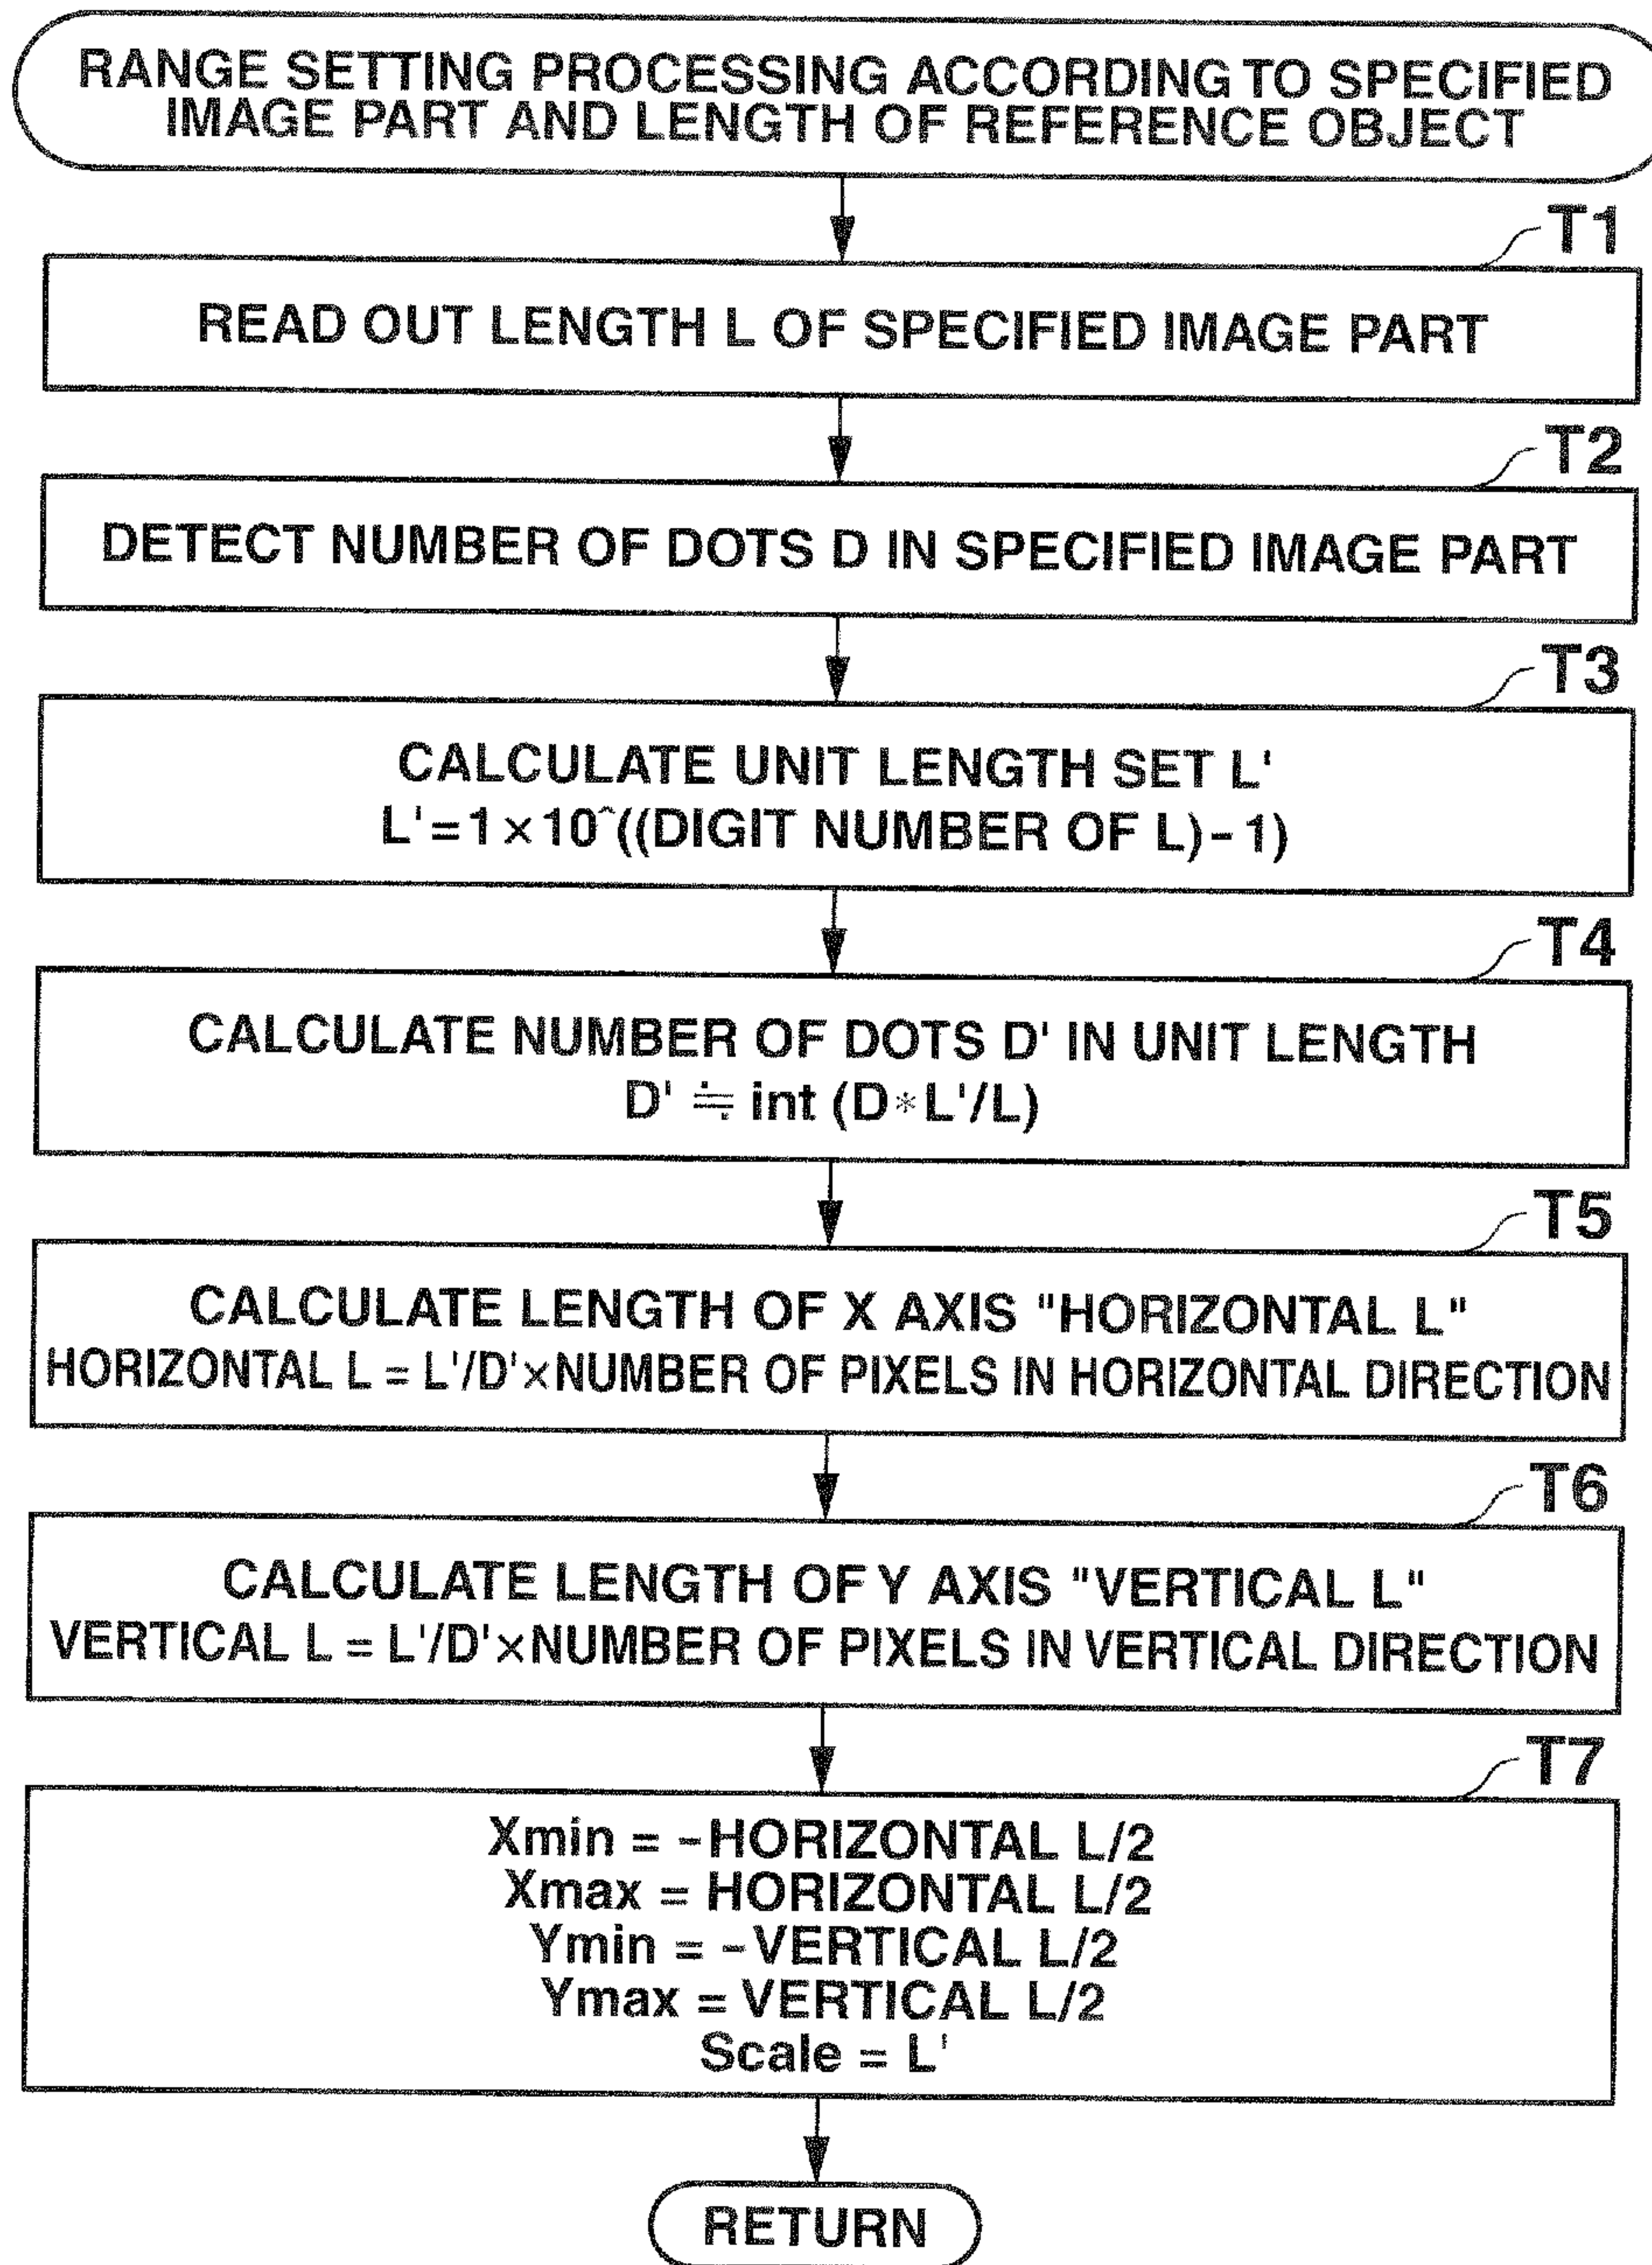 RANGE SETTING PROCESSING ACCORDING TO SPECIFIED
IMAGE PART AND LENGTH OF REFERENCE OBJECT
T1
READ OUT LENGTH L OF SPECIFIED IMAGE PART
T2
DETECT NUMBER OF DOTS D IN SPECIFIED IMAGE PART
T3
CALCULATE UNIT LENGTH SET L'
L'=1×10^((DIGIT NUMBER OF L)-1)
T4
CALCULATE NUMBER OF DOTS D' IN UNIT LENGTH
D' ≒ int (D*L'/L)
T5
CALCULATE LENGTH OF X AXIS "HORIZONTAL L"
HORIZONTAL L = L'/D'×NUMBER OF PIXELS IN HORIZONTAL DIRECTION
T6
CALCULATE LENGTH OF Y AXIS "VERTICAL L"
VERTICAL L = L'/D'×NUMBER OF PIXELS IN VERTICAL DIRECTION
T7
Xmin = -HORIZONTAL L/2
Xmax = HORIZONTAL L/2
Ymin = -VERTICAL L/2
Ymax = VERTICAL L/2
Scale = L'
RETURN